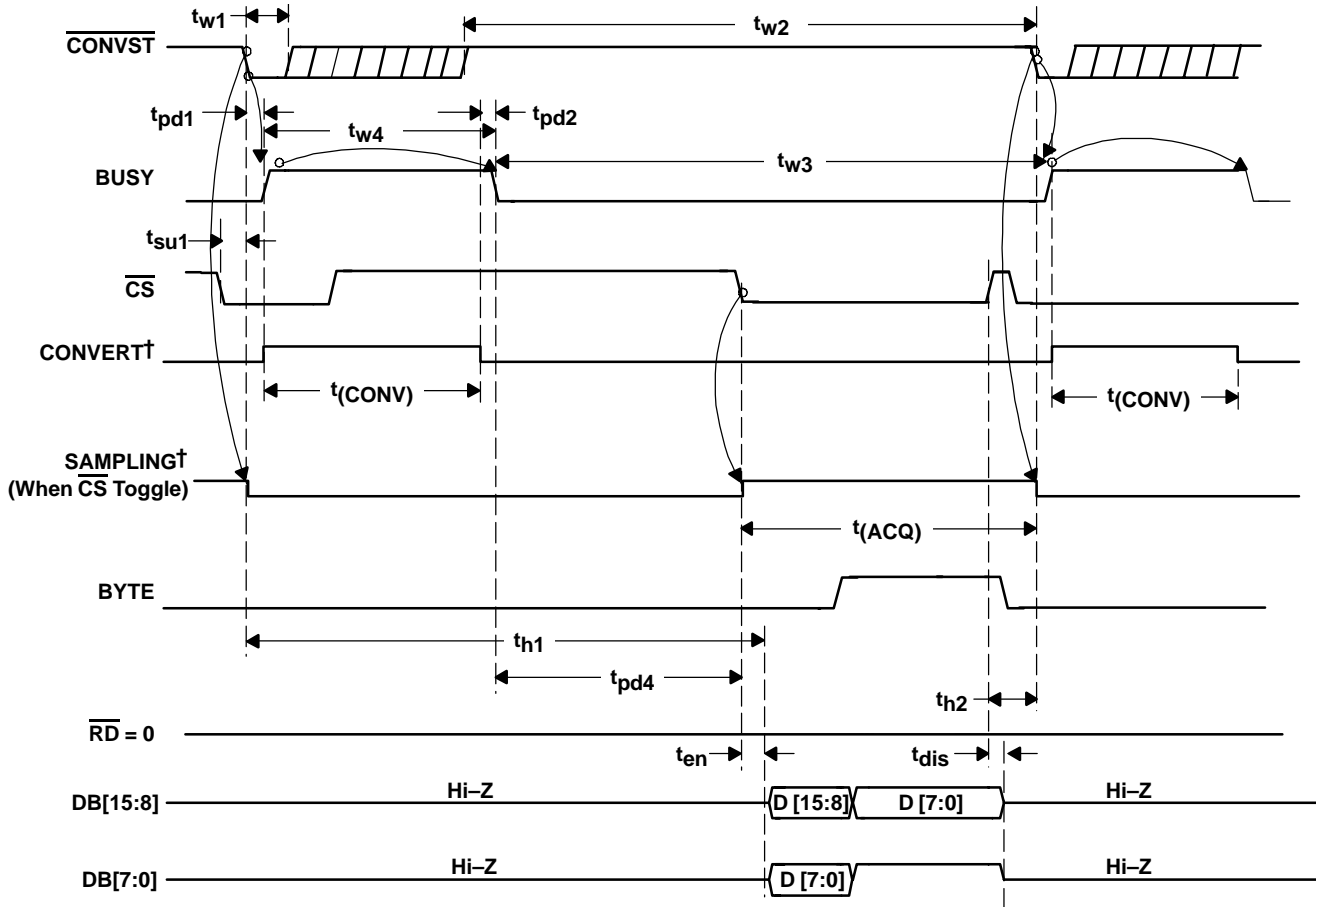 tw1
tw2
CONVST
tpd1
tw4
tpd2
tw3
BUSY
tsu1
CS
CONVERT†
t(CONV)
t(CONV)
SAMPLING†
(When CS Toggle)
t(ACQ)
BYTE
th1
tpd4
th2
RD = 0
ten
tdis
DB[15:8]
Hi–Z
D [15:8]
D [7:0]
Hi–Z
DB[7:0]
Hi–Z
D [7:0]
Hi–Z